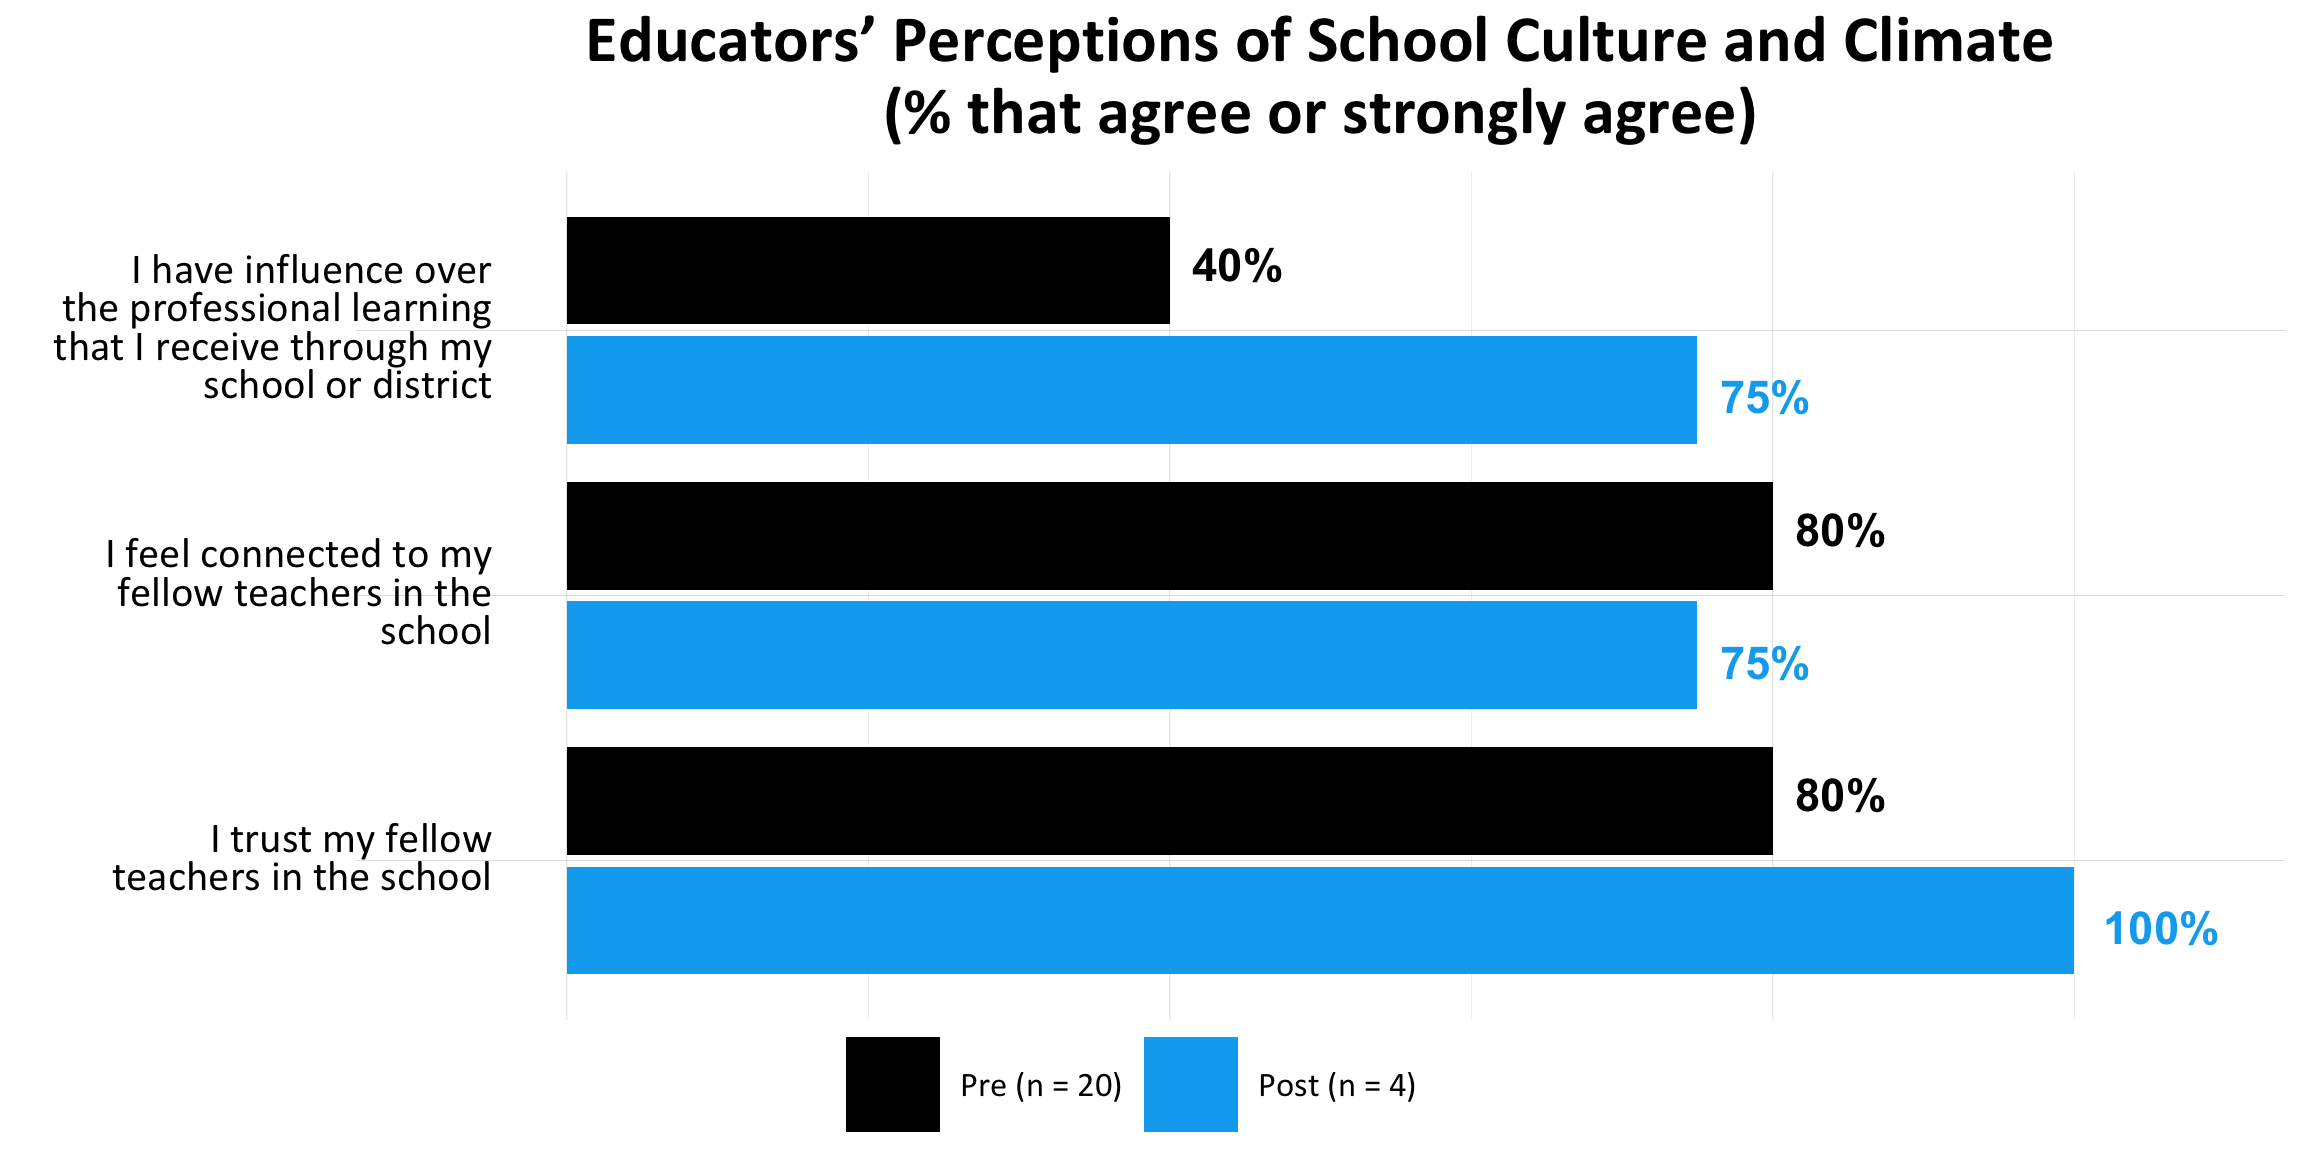 Educators’ Perceptions of School Culture and Climate
(% that agree or strongly agree)
I have influence over
the professional learning
that I receive through my
school or district
40%
75%
I feel connected to my
fellow teachers in the
school
80%
75%
I trust my fellow
teachers in the school
80%
100%
Pre (n = 20)
Post (n = 4)